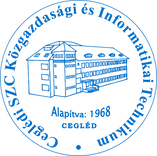 Ceglédi SZC Közgazdasági és Informatikai Technikum
Alapítva: 1968
CEGLÉD